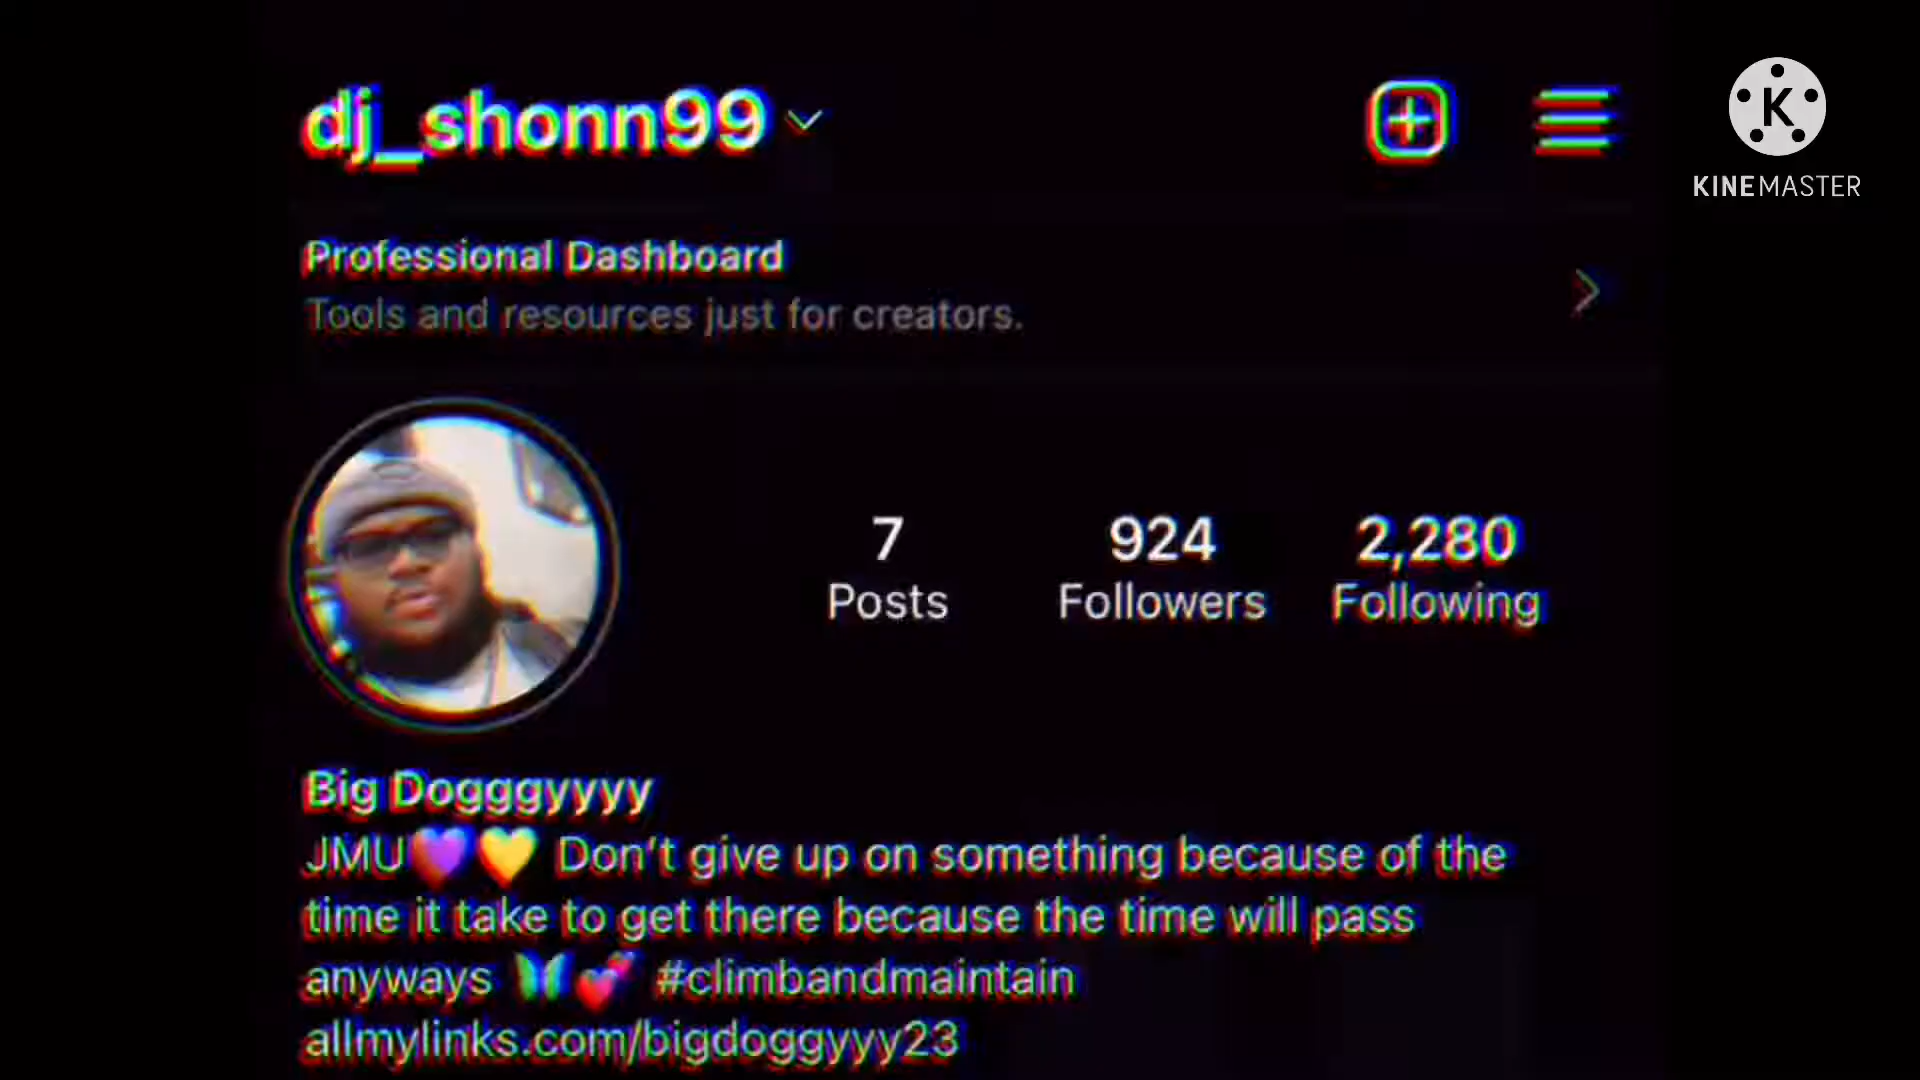 dj_shonn99
K
KINEMASTER
Professional Dashboard
Tools and resources just for creators.
7 Posts
924 Followers
2,280 Following
Big Dogggyyyy
JMU💜💛 Don't give up on something because of the
time it take to get there because the time will pass
anyways 🦋💕 #climbandmaintain
allmylinks.com/bigdoggyyy23